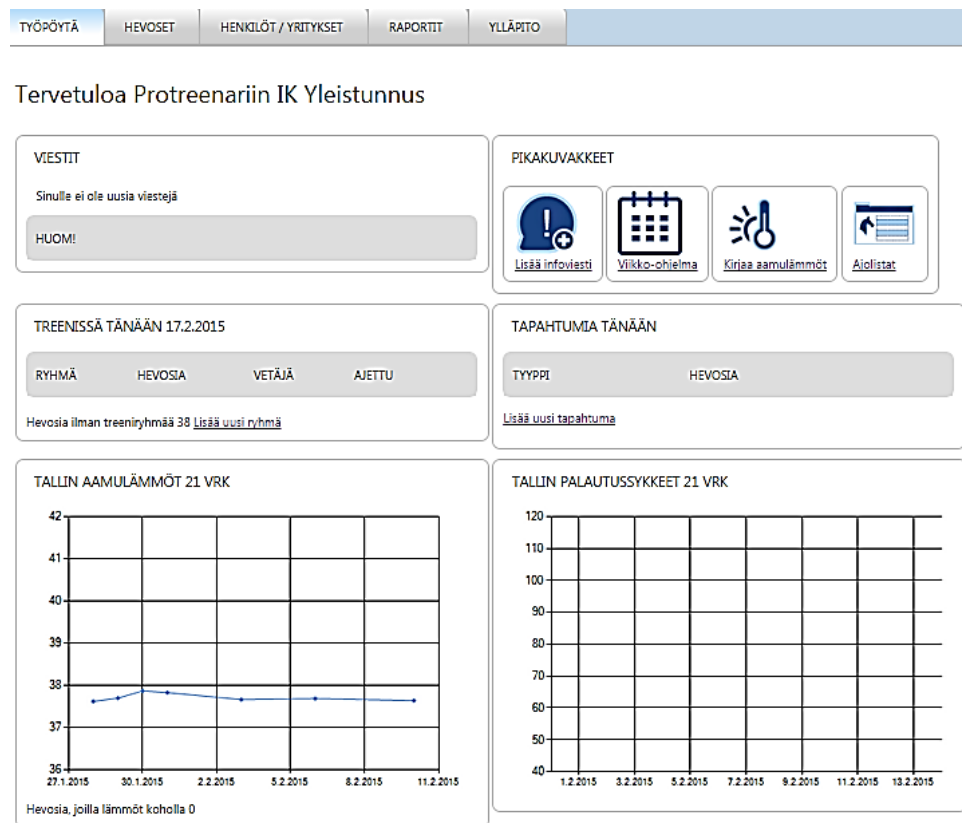 TYÖPÖYTÄ HEVOSET HENKILÖT / YRITYKSET RAPORTIT YLLÄPITO
Tervetuloa Protreenariin IK Yleistunnus
VIESTIT
Sinulle ei ole uusia viestejä
HUOM!
PIKAKUVAKKEET
Lisää infoviesti Viikko-ohjelma Kirjaa aamulämmöt Ajolistat
TREENISSÄ TÄNÄÄN 17.2.2015
RYHMÄ HEVOSIA VETÄJÄ AJETTU
Hevosia ilman treeniryhmää 38 Lisää uusi ryhmä
TAPAHTUMIA TÄNÄÄN
TYYPPI HEVOSIA
Lisää uusi tapahtuma
TALLIN AAMULÄMMÖT 21 VRK
42
41
40
39
38
37
36
27.1.2015 30.1.2015 2.2.2015 5.2.2015 8.2.2015 11.2.2015
Hevosia, joilla lämmöt koholla 0
TALLIN PALAUTUSSYKKEET 21 VRK
120
110
100
90
80
70
60
50
40
1.2.2015 3.2.2015 5.2.2015 7.2.2015 9.2.2015 11.2.2015 13.2.2015